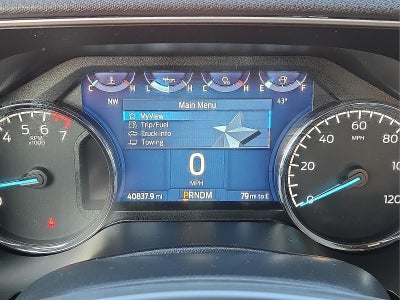 C H L H C H E F
NW Main Menu 43°
MyView
Trip/Fuel
Truck Info
Towing
0
MPH
40837.9 mi PRNDM 79 mi to E
4 5 6 7
RPM
x1000
0 20 40 60 80 100 120
MPH